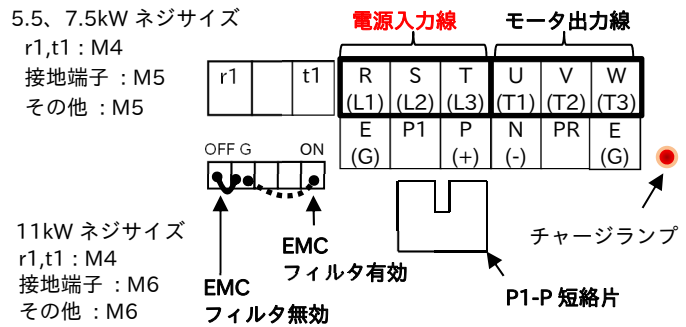 5.5、7.5kW ネジサイズ
r1,t1 : M4
接地端子 : M5
その他 : M5
電源入力線 モータ出力線
r1 t1 R S T U V W
(L1) (L2) (L3) (T1) (T2) (T3)
E P1 P N PR E
(G) (+) (-) (G)
OFF G ON
チャージランプ
11kW ネジサイズ
r1,t1 : M4
接地端子 : M6
その他 : M6
EMC
フィルタ有効
EMC
フィルタ無効
P1-P 短絡片